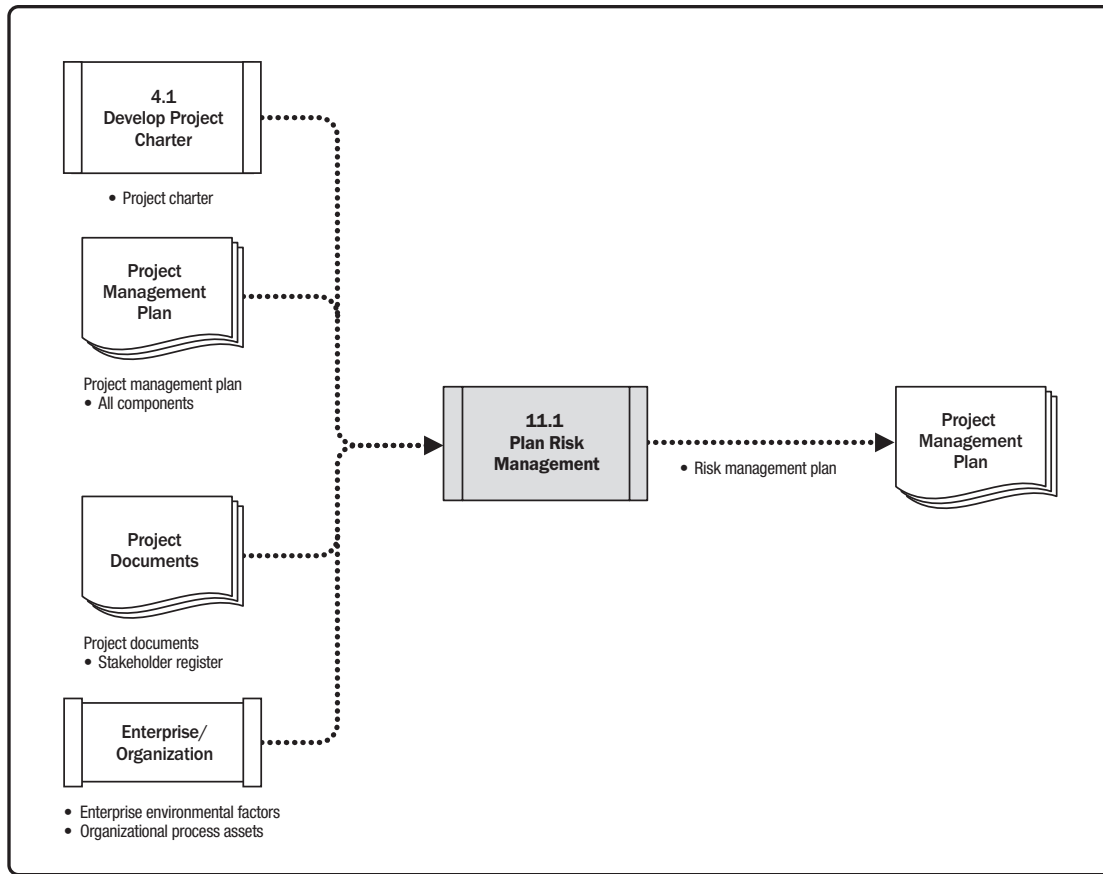 4.1
Develop Project
Charter
• Project charter
Project
Management
Plan
Project management plan
• All components
Project
Documents
Project documents
• Stakeholder register
Enterprise/
Organization
• Enterprise environmental factors
• Organizational process assets
11.1
Plan Risk
Management
• Risk management plan
Project
Management
Plan